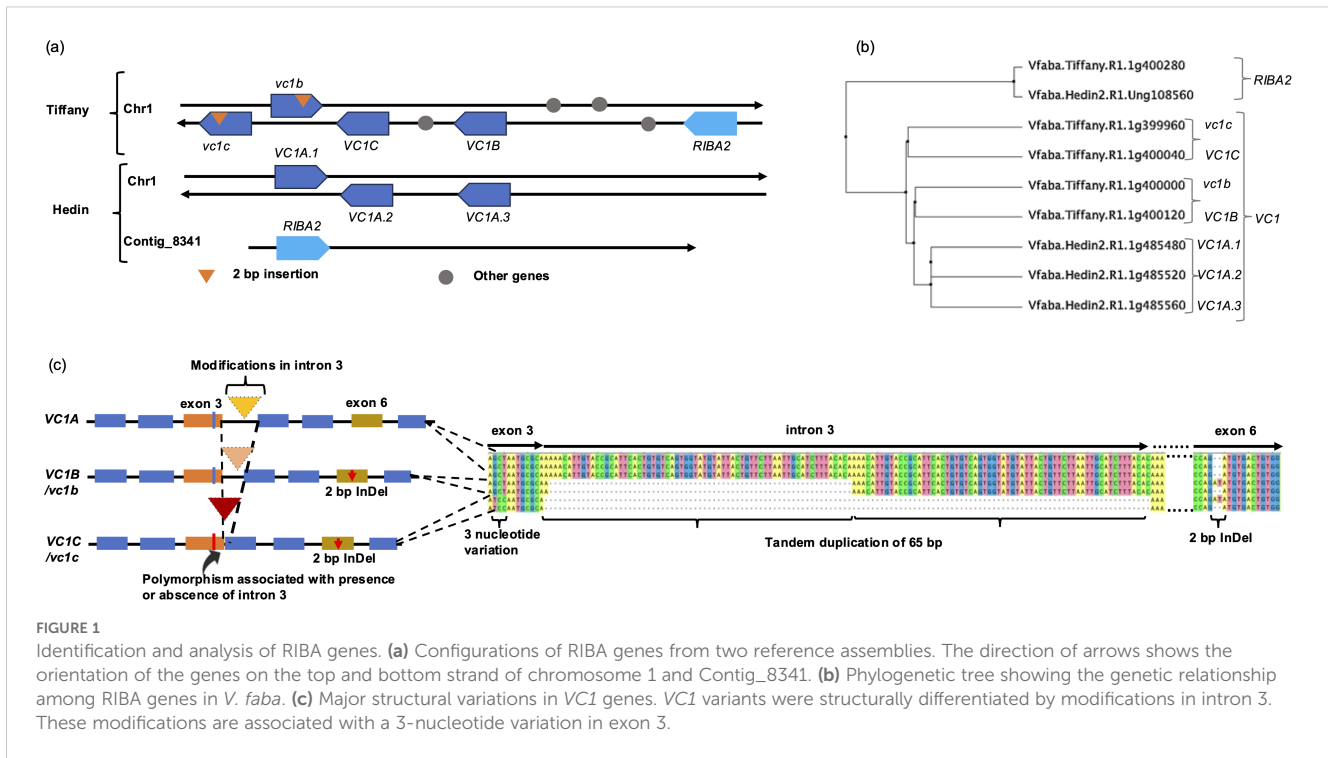 (a)
vc1b
Tiffany
Chr1
vc1c
VC1C
VC1B
RIBA2
VC1A.1
Chr1
Hedin
VC1A.2
VC1A.3
RIBA2
Contig_8341
2 bp insertion
Other genes
(b)
Vfaba.Tiffany.R1.1g400280
Vfaba.Hedin2.R1.Ung108560
RIBA2
Vfaba.Tiffany.R1.1g399960
vc1c
Vfaba.Tiffany.R1.1g400040
VC1C
Vfaba.Tiffany.R1.1g400000
vc1b
Vfaba.Tiffany.R1.1g400120
VC1B
VC1
Vfaba.Hedin2.R1.1g485480
VC1A.1
Vfaba.Hedin2.R1.1g485520
VC1A.2
Vfaba.Hedin2.R1.1g485560
VC1A.3
(c)
Modifications in intron 3
exon 3
exon 6
VC1A
VC1B
/vc1b
2 bp InDel
VC1C
/vc1c
2 bp InDel
Polymorphism associated with presence
or absence of intron 3
exon 3
intron 3
exon 6
3 nucleotide
variation
Tandem duplication of 65 bp
2 bp InDel
FIGURE 1
Identification and analysis of RIBA genes. (a) Configurations of RIBA genes from two reference assemblies. The direction of arrows shows the
orientation of the genes on the top and bottom strand of chromosome 1 and Contig_8341. (b) Phylogenetic tree showing the genetic relationship
among RIBA genes in V. faba. (c) Major structural variations in VC1 genes. VC1 variants were structurally differentiated by modifications in intron 3.
These modifications are associated with a 3-nucleotide variation in exon 3.